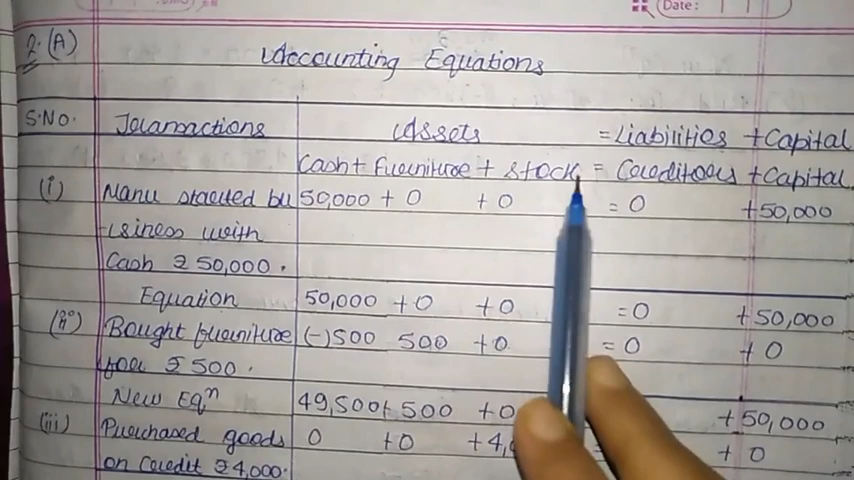 Date:
Q.(A) Accounting Equations
S.No. Transactions Assets = Liabilities + Capital
Cash + Furniture + Stock = Creditors + Capital
(i) Manu started bu 50,000 + 0 + 0 = 0 + 50,000
-siness with
Cash ₹ 50,000.
Equation 50,000 + 0 + 0 = 0 + 50,000
(ii) Bought furniture (-) 500 500 + 0 = 0 + 0
for ₹ 500.
New Eqⁿ 49,500 + 500 + 0 + 50,000
(iii) Purchased goods 0 + 0 + 4, + 0
on Credit ₹ 4,000.